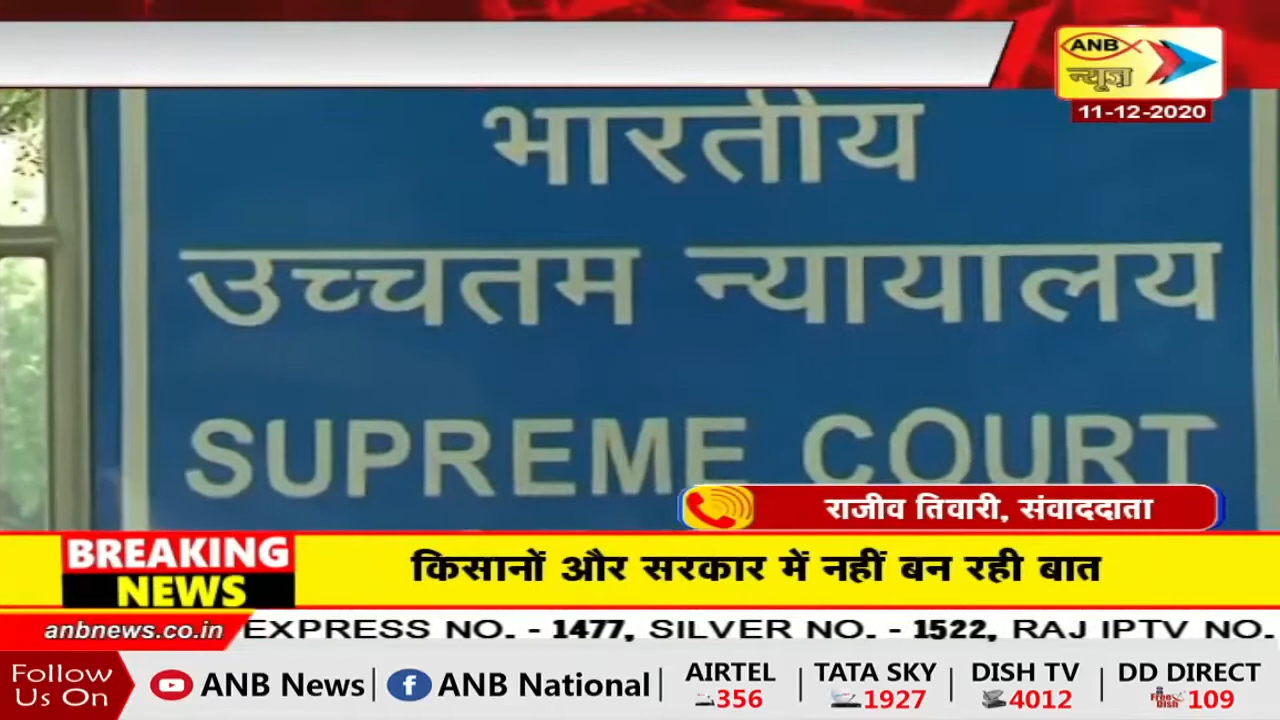 ANB
न्यूज़
11-12-2020
भारतीय
उच्चतम न्यायालय
SUPREME COURT
राजीव तिवारी, संवाददाता
BREAKING NEWS
किसानों और सरकार में नहीं बन रही बात
anbnews.co.in
EXPRESS NO. - 1477, SILVER NO. - 1522, RAJ IPTV NO.
Follow Us On
ANB News
ANB National
AIRTEL 356
TATA SKY 1927
DISH TV 4012
DD DIRECT Free Dish 109